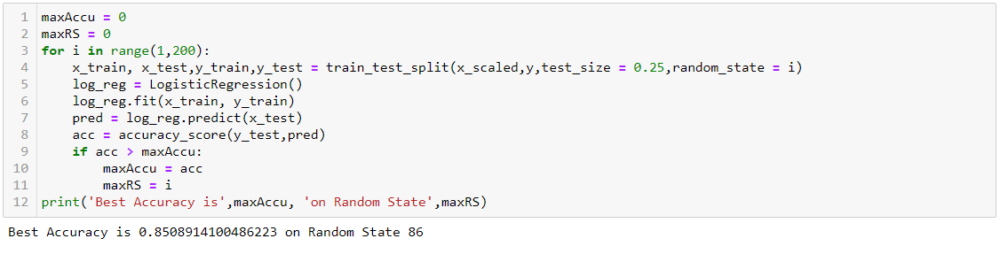 1 maxAccu = 0
2 maxRS = 0
3 for i in range(1,200):
4     x_train, x_test,y_train,y_test = train_test_split(x_scaled,y,test_size = 0.25,random_state = i)
5     log_reg = LogisticRegression()
6     log_reg.fit(x_train, y_train)
7     pred = log_reg.predict(x_test)
8     acc = accuracy_score(y_test,pred)
9     if acc > maxAccu:
10         maxAccu = acc
11         maxRS = i
12 print('Best Accuracy is',maxAccu, 'on Random State',maxRS)
Best Accuracy is 0.8508914100486223 on Random State 86